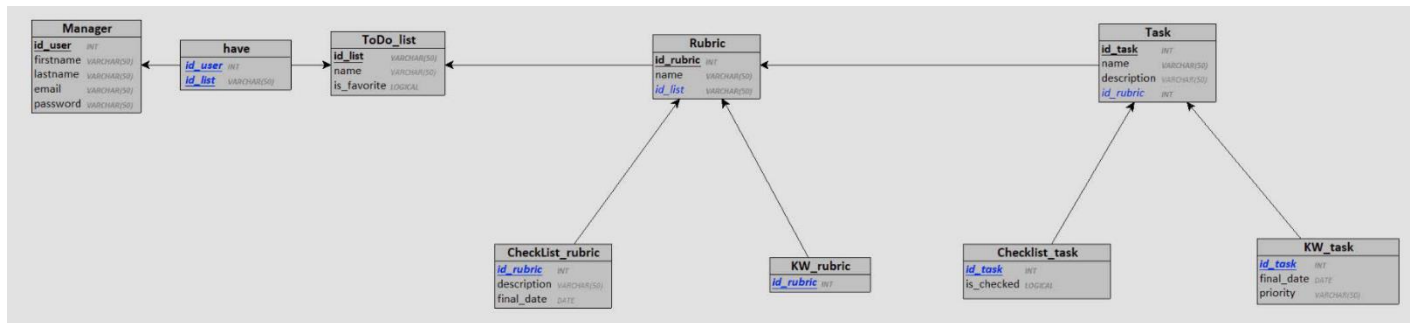 Manager
id_user INT
firstname VARCHAR(50)
lastname VARCHAR(50)
email VARCHAR(50)
password VARCHAR(50)
have
id_user INT
id_list VARCHAR(50)
ToDo_list
id_list VARCHAR(50)
name VARCHAR(50)
is_favorite LOGICAL
Rubric
id_rubric INT
name VARCHAR(50)
id_list VARCHAR(50)
Task
id_task INT
name VARCHAR(50)
description VARCHAR(50)
id_rubric INT
CheckList_rubric
id_rubric INT
description VARCHAR(50)
final_date DATE
KW_rubric
id_rubric INT
Checklist_task
id_task INT
is_checked LOGICAL
KW_task
id_task INT
final_date DATE
priority VARCHAR(50)